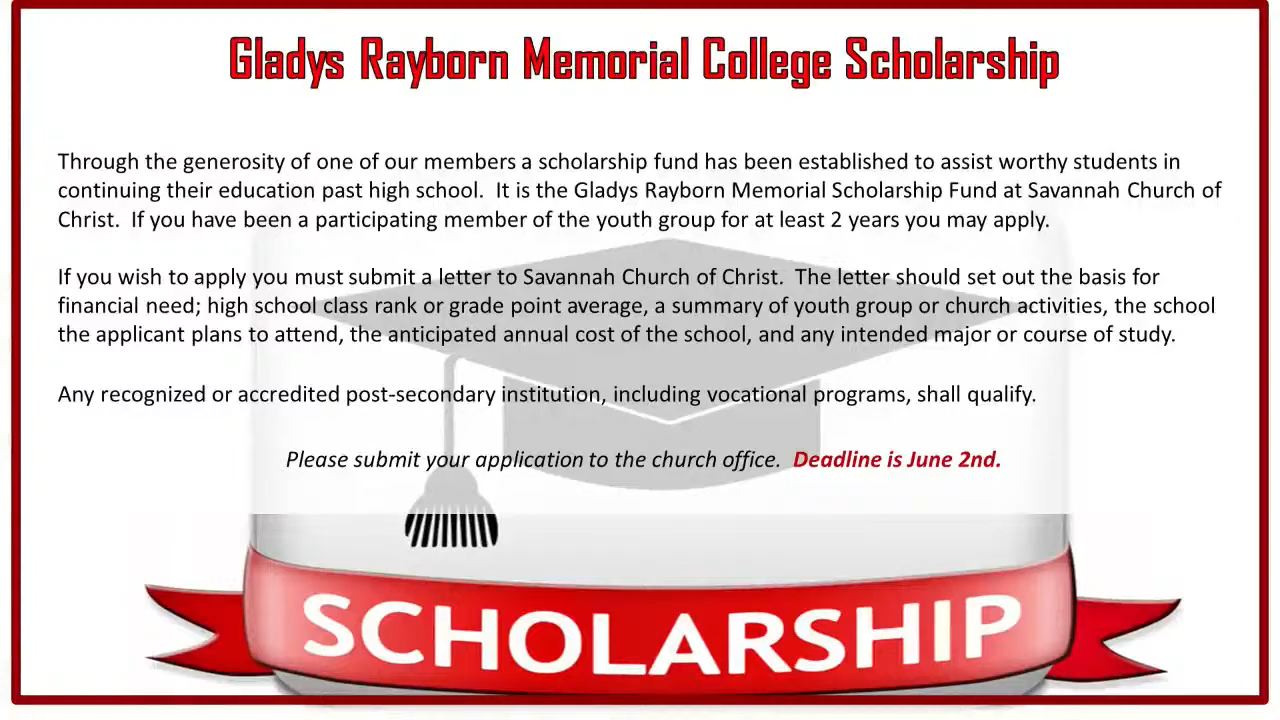 Gladys Rayborn Memorial College Scholarship
Through the generosity of one of our members a scholarship fund has been established to assist worthy students in
continuing their education past high school.  It is the Gladys Rayborn Memorial Scholarship Fund at Savannah Church of
Christ.  If you have been a participating member of the youth group for at least 2 years you may apply.
If you wish to apply you must submit a letter to Savannah Church of Christ.  The letter should set out the basis for
financial need; high school class rank or grade point average, a summary of youth group or church activities, the school
the applicant plans to attend, the anticipated annual cost of the school, and any intended major or course of study.
Any recognized or accredited post-secondary institution, including vocational programs, shall qualify.
Please submit your application to the church office.  Deadline is June 2nd.
SCHOLARSHIP